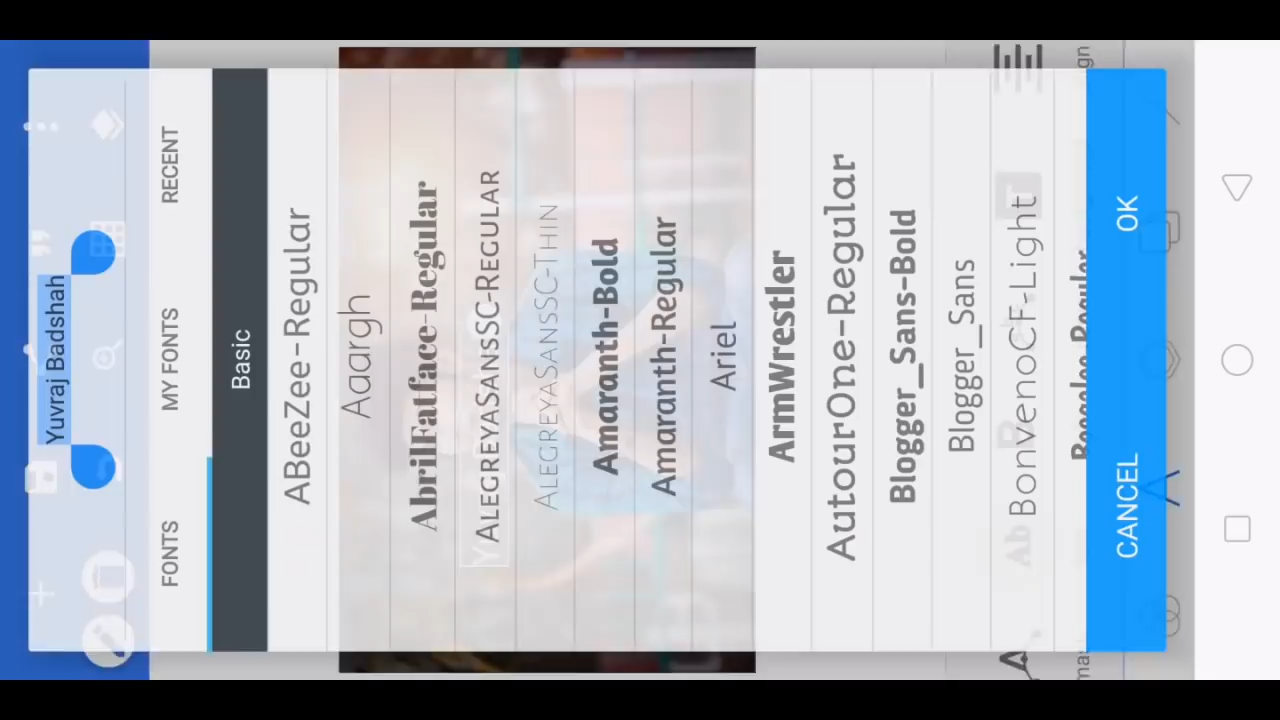 Yuvraj Badshah
FONTS
MY FONTS
RECENT
Basic
ABeeZee-Regular
Aaargh
AbrilFatface-Regular
AlegreyaSansSC-Regular
AlegreyaSansSC-Thin
Amaranth-Bold
Amaranth-Regular
Ariel
ArmWrestler
AutourOne-Regular
Blogger_Sans-Bold
Blogger_Sans
BonvenoCF-Light
CANCEL
OK